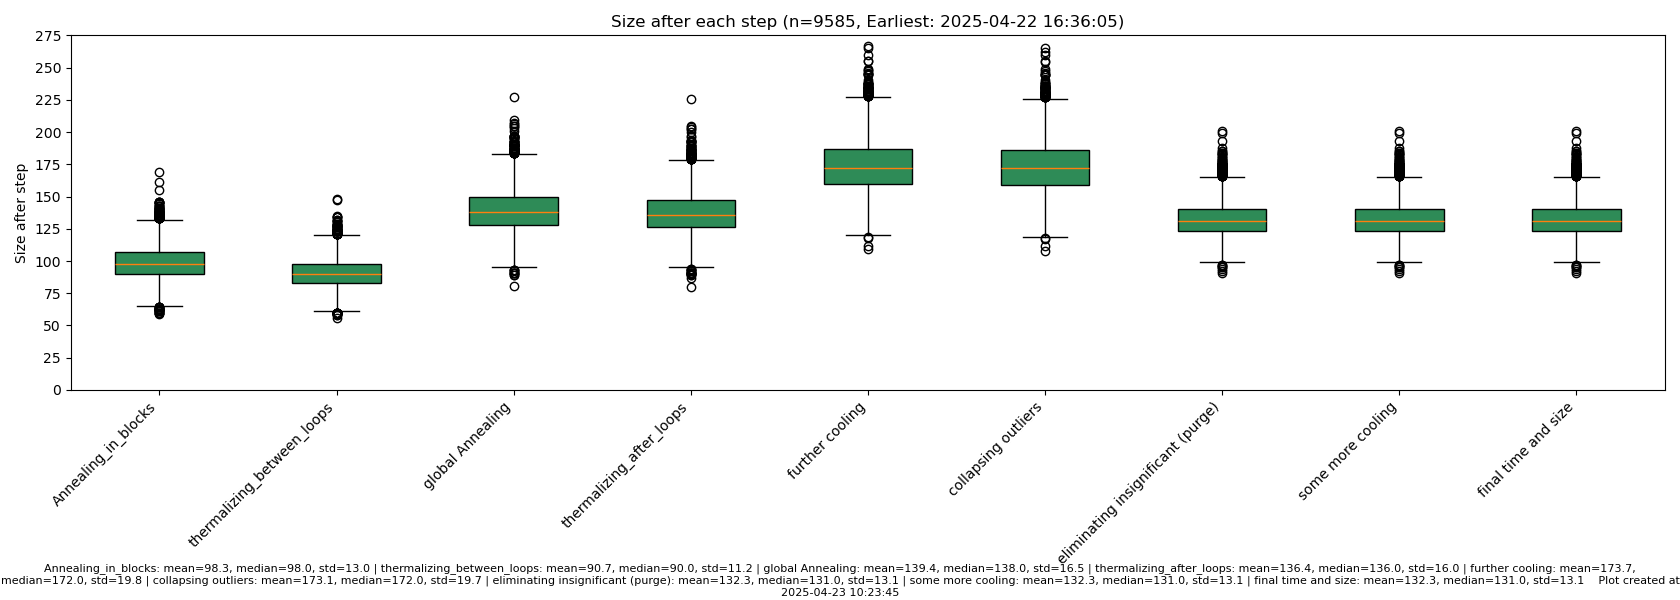 Size after each step (n=9585, Earliest: 2025-04-22 16:36:05)
275
250
225
200
175
150
125
100
75
50
25
0
Size after step
Annealing_in_blocks
thermalizing_between_loops
global Annealing
thermalizing_after_loops
further cooling
collapsing outliers
eliminating insignificant (purge)
some more cooling
final time and size
Annealing_in_blocks: mean=98.3, median=98.0, std=13.0 | thermalizing_between_loops: mean=90.7, median=90.0, std=11.2 | global Annealing: mean=139.4, median=138.0, std=16.5 | thermalizing_after_loops: mean=136.4, median=136.0, std=16.0 | further cooling: mean=173.7,
median=172.0, std=19.8 | collapsing outliers: mean=173.1, median=172.0, std=19.7 | eliminating insignificant (purge): mean=132.3, median=131.0, std=13.1 | some more cooling: mean=132.3, median=131.0, std=13.1 | final time and size: mean=132.3, median=131.0, std=13.1    Plot created at
2025-04-23 10:23:45